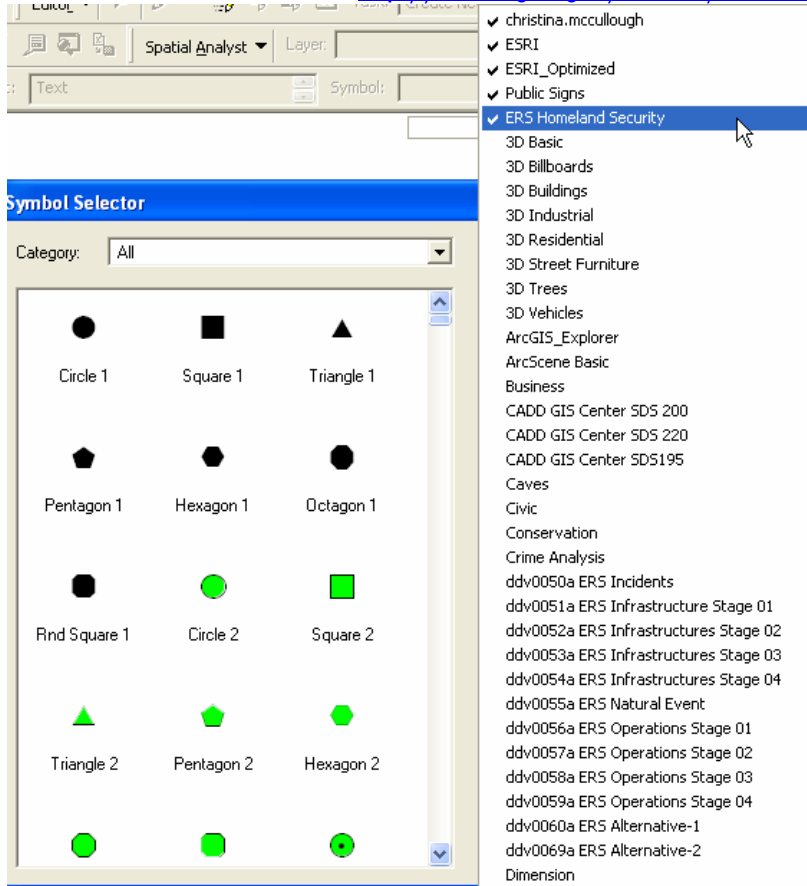 Editor
Spatial Analyst
Layer:
Text
Symbol:
Symbol Selector
Category: All
Circle 1 Square 1 Triangle 1
Pentagon 1 Hexagon 1 Octagon 1
Rnd Square 1 Circle 2 Square 2
Triangle 2 Pentagon 2 Hexagon 2
christina.mccullough
ESRI
ESRI_Optimized
Public Signs
ERS Homeland Security
3D Basic
3D Billboards
3D Buildings
3D Industrial
3D Residential
3D Street Furniture
3D Trees
3D Vehicles
ArcGIS_Explorer
ArcScene Basic
Business
CADD GIS Center SDS 200
CADD GIS Center SDS 220
CADD GIS Center SDS195
Caves
Civic
Conservation
Crime Analysis
ddv0050a ERS Incidents
ddv0051a ERS Infrastructure Stage 01
ddv0052a ERS Infrastructures Stage 02
ddv0053a ERS Infrastructures Stage 03
ddv0054a ERS Infrastructures Stage 04
ddv0055a ERS Natural Event
ddv0056a ERS Operations Stage 01
ddv0057a ERS Operations Stage 02
ddv0058a ERS Operations Stage 03
ddv0059a ERS Operations Stage 04
ddv0060a ERS Alternative-1
ddv0069a ERS Alternative-2
Dimension